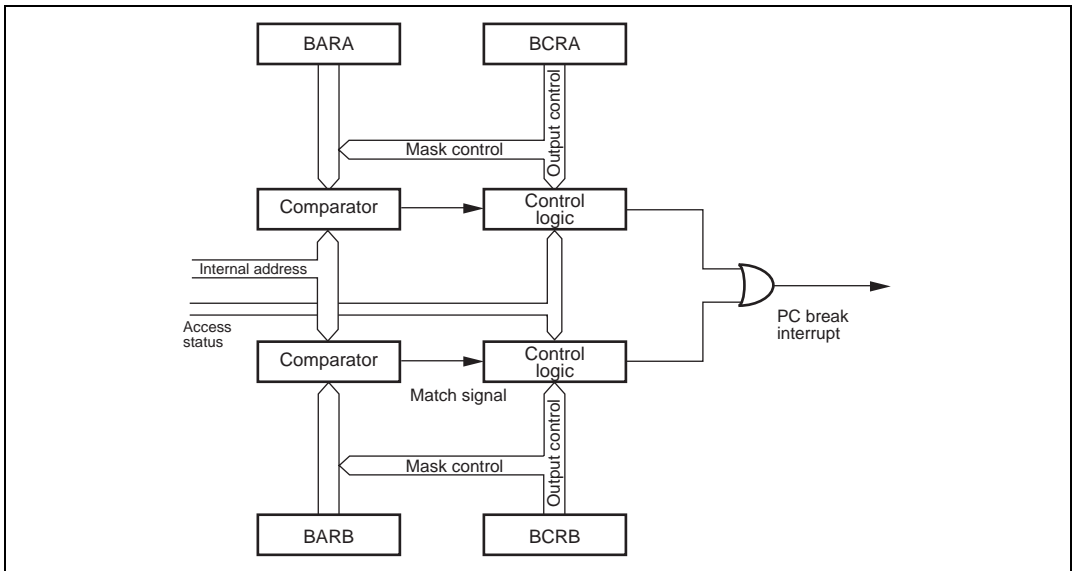 BARA
BCRA
Output control
Mask control
Comparator
Control
logic
Internal address
Access
status
PC break
interrupt
Comparator
Control
logic
Match signal
Output control
Mask control
BARB
BCRB